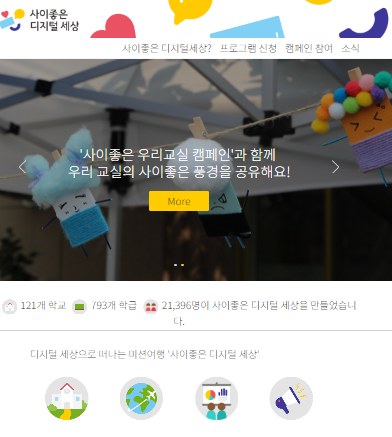 사이좋은
디지털 세상
사이좋은 디지털세상? 프로그램 신청 캠페인 참여 소식
'사이좋은 우리교실 캠페인'과 함께
우리 교실의 사이좋은 풍경을 공유해요!
More
121개 학교 793개 학급 21,396명이 사이좋은 디지털 세상을 만들었습니
다.
디지털 세상으로 떠나는 미션여행 '사이좋은 디지털 세상'